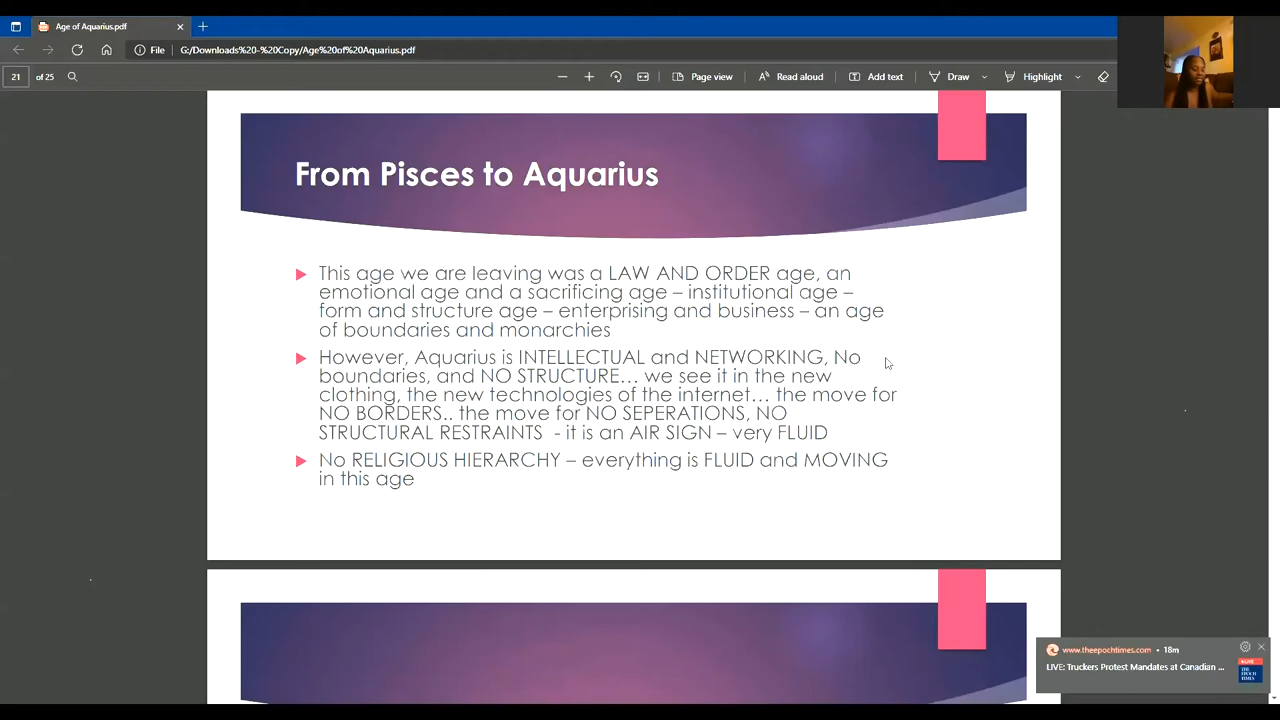 Age of Aquarius.pdf
File G:/Downloads%20-%20Copy/Age%20of%20Aquarius.pdf
21 of 25 Page view Read aloud Add text Draw Highlight
From Pisces to Aquarius
This age we are leaving was a LAW AND ORDER age, an
emotional age and a sacrificing age – institutional age –
form and structure age – enterprising and business – an age
of boundaries and monarchies
However, Aquarius is INTELLECTUAL and NETWORKING, No
boundaries, and NO STRUCTURE… we see it in the new
clothing, the new technologies of the internet… the move for
NO BORDERS.. the move for NO SEPERATIONS, NO
STRUCTURAL RESTRAINTS - it is an AIR SIGN – very FLUID
No RELIGIOUS HIERARCHY – everything is FLUID and MOVING
in this age
www.theepochtimes.com • 18m
LIVE: Truckers Protest Mandates at Canadian ...
LIVE
THE
EPOCH
TIMES